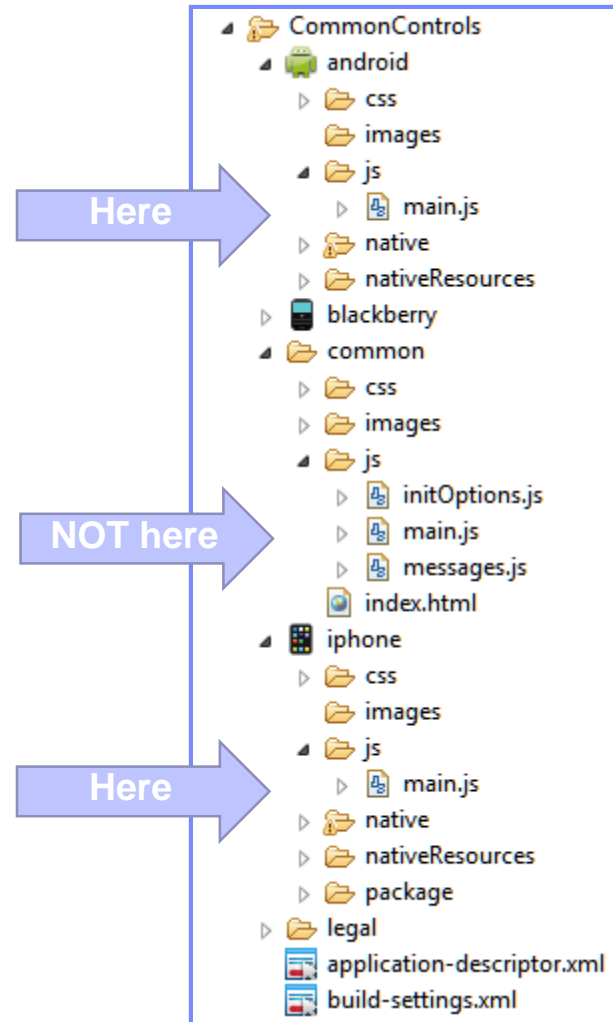 CommonControls
android
css
images
js
Here
main.js
native
nativeResources
blackberry
common
css
images
js
initOptions.js
NOT here
main.js
messages.js
index.html
iphone
css
images
js
Here
main.js
native
nativeResources
package
legal
application-descriptor.xml
build-settings.xml